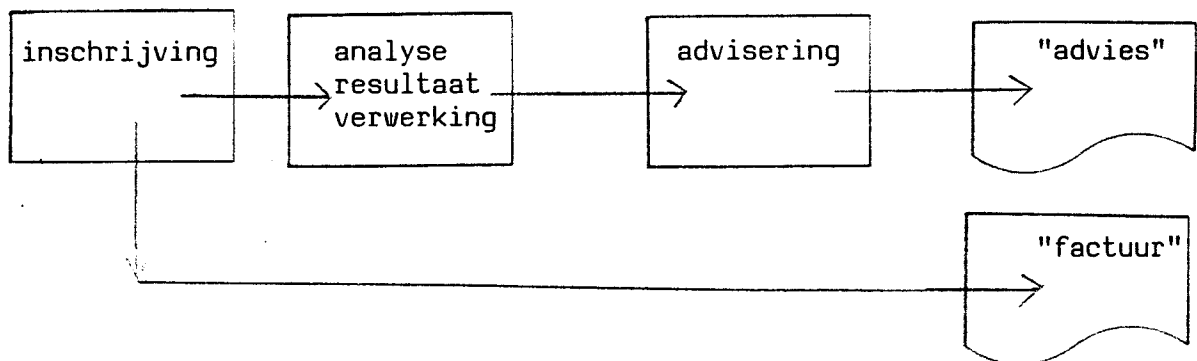 inschrijving
analyse
resultaat
verwerking
advisering
"advies"
"factuur"